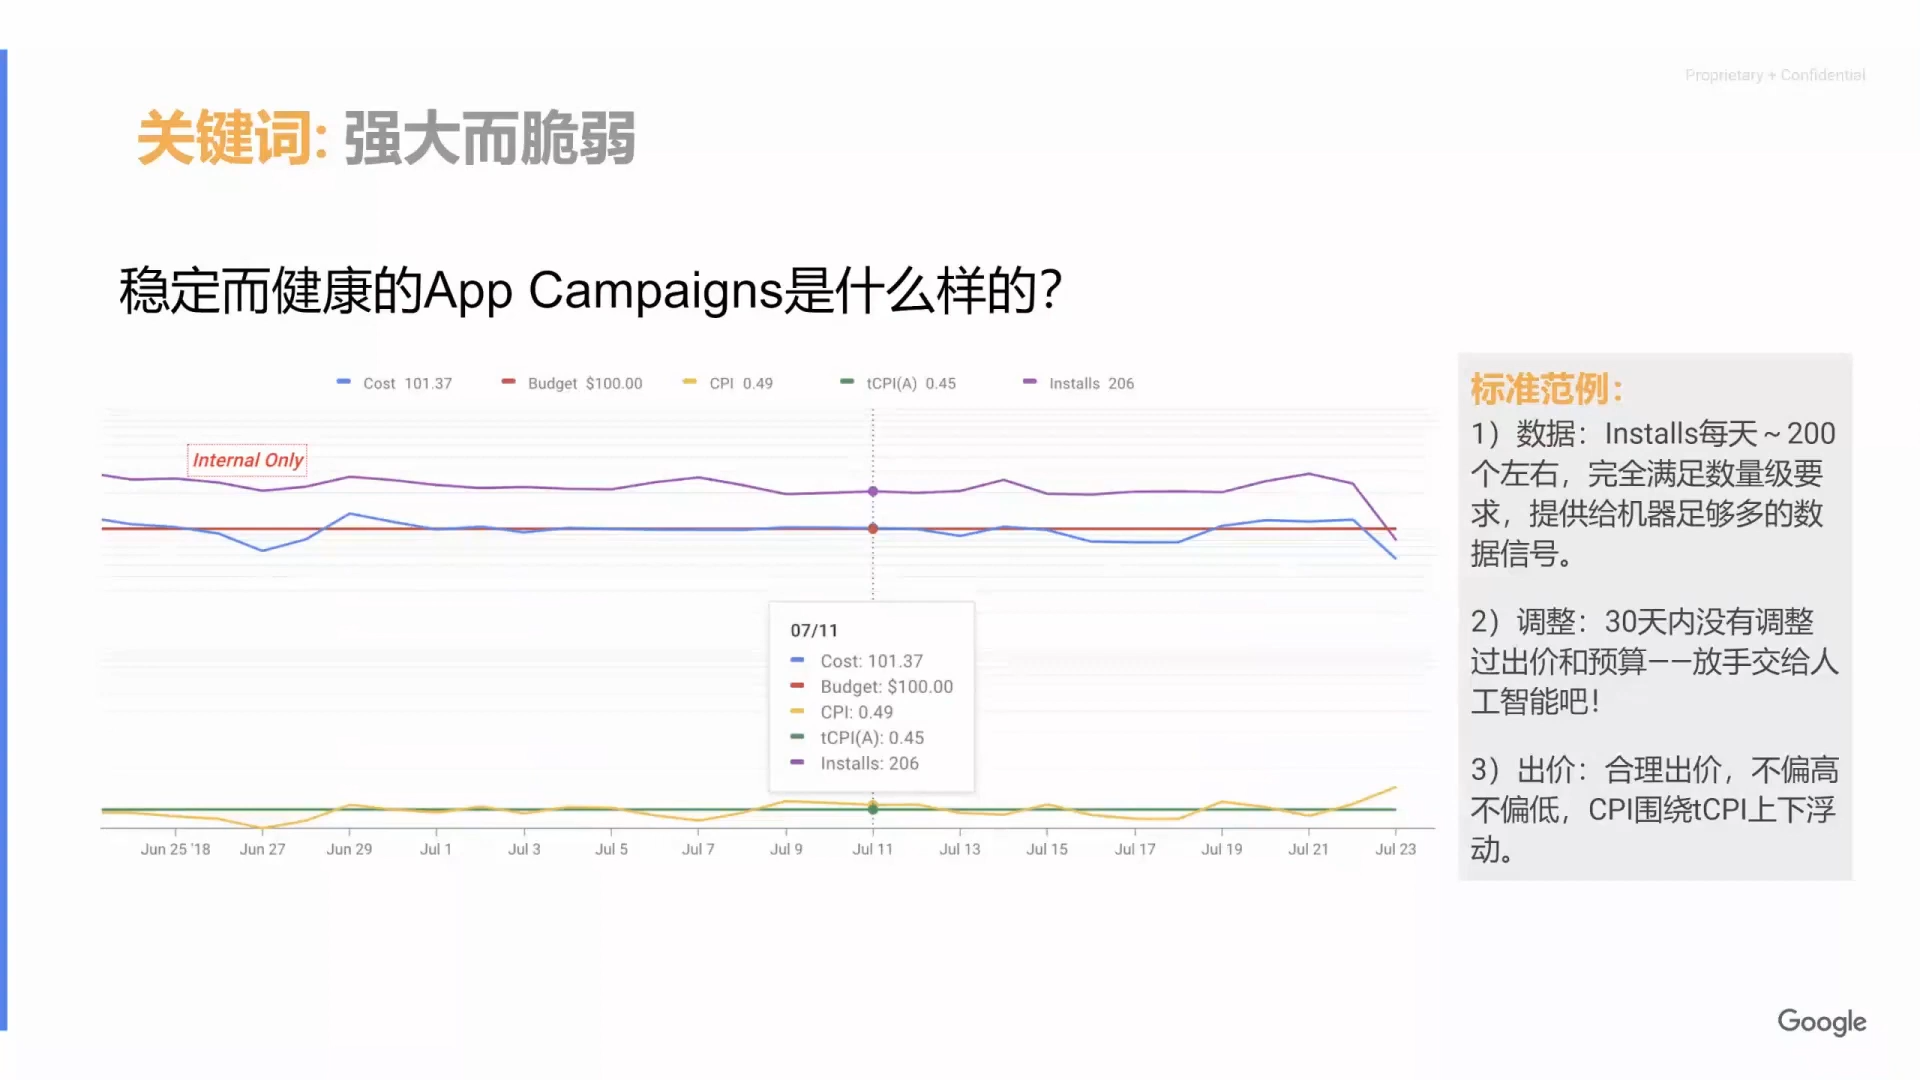 Proprietary + Confidential
关键词: 强大而脆弱
稳定而健康的App Campaigns是什么样的?
Cost 101.37 Budget $100.00 CPI 0.49 tCPI(A) 0.45 Installs 206
Internal Only
07/11
Cost: 101.37
Budget: $100.00
CPI: 0.49
tCPI(A): 0.45
Installs: 206
Jun 25 '18 Jun 27 Jun 29 Jul 1 Jul 3 Jul 5 Jul 7 Jul 9 Jul 11 Jul 13 Jul 15 Jul 17 Jul 19 Jul 21 Jul 23
标准范例：
1）数据：Installs每天～200
个左右，完全满足数量级要
求，提供给机器足够多的数
据信号。
2）调整：30天内没有调整
过出价和预算——放手交给人
工智能吧！
3）出价：合理出价，不偏高
不偏低，CPI围绕tCPI上下浮
动。
Google